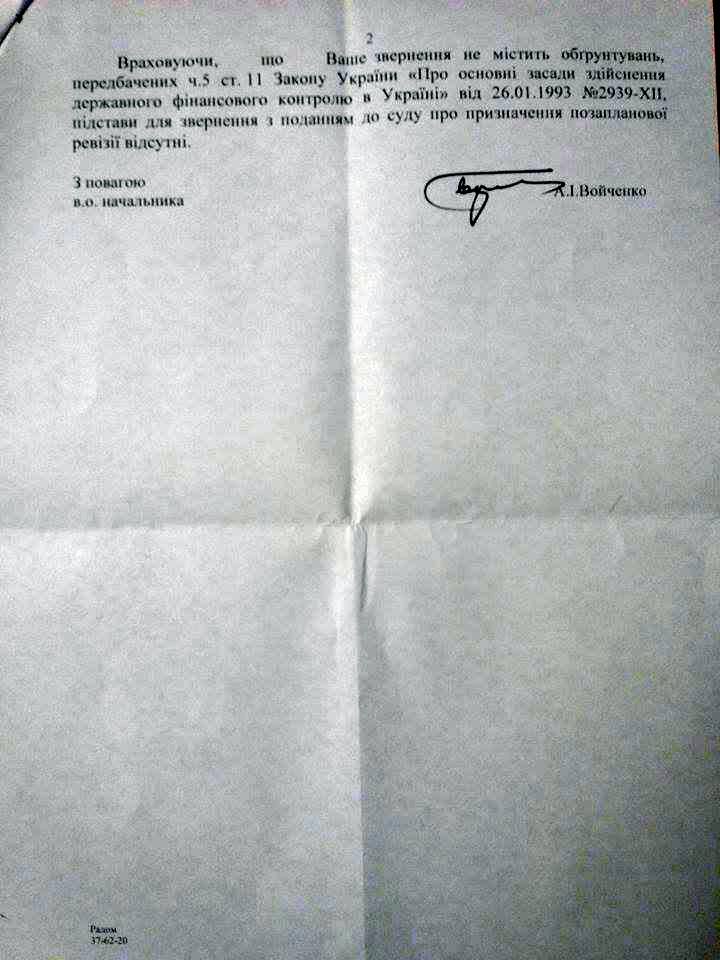 2
Враховуючи, що Ваше звернення не містить обґрунтувань,
передбачених ч.5 ст. 11 Закону України «Про основні засади здійснення
державного фінансового контролю в Україні» від 26.01.1993 №2939-XII,
підстави для звернення з поданням до суду про призначення позапланової
ревізії відсутні.
З повагою
в.о. начальника
А.І.Войченко
Радом
37-62-20